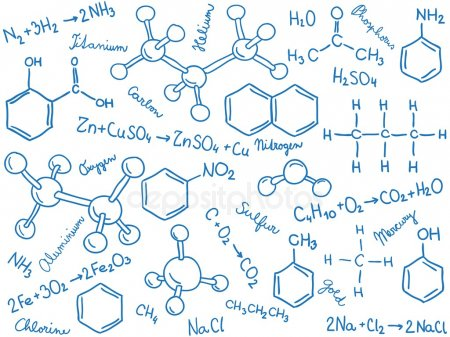 N₂+3H₂→2NH₃
Titanium
Helium
H₂O
O
H₃C CH₃
Phosphorus
NH₂
H₂SO₄
OH
O
C
OH
Carbon
Zn+CuSO₄→ZnSO₄+Cu
Nitrogen
H H H
H C C C H
H H H
Oxygen
NO₂
depositphotos
Sulfur
C₄H₁₀+O₂→CO₂+H₂O
Aluminium
C+O₂→CO₂
CH₃
H
H C H
H
Mercury
OH
NH₃
2Fe+3O₂→2Fe₂O₃
Gold
CH₄
CH₃CH₂CH₃
Chlorine
NaCl
2Na+Cl₂→2NaCl